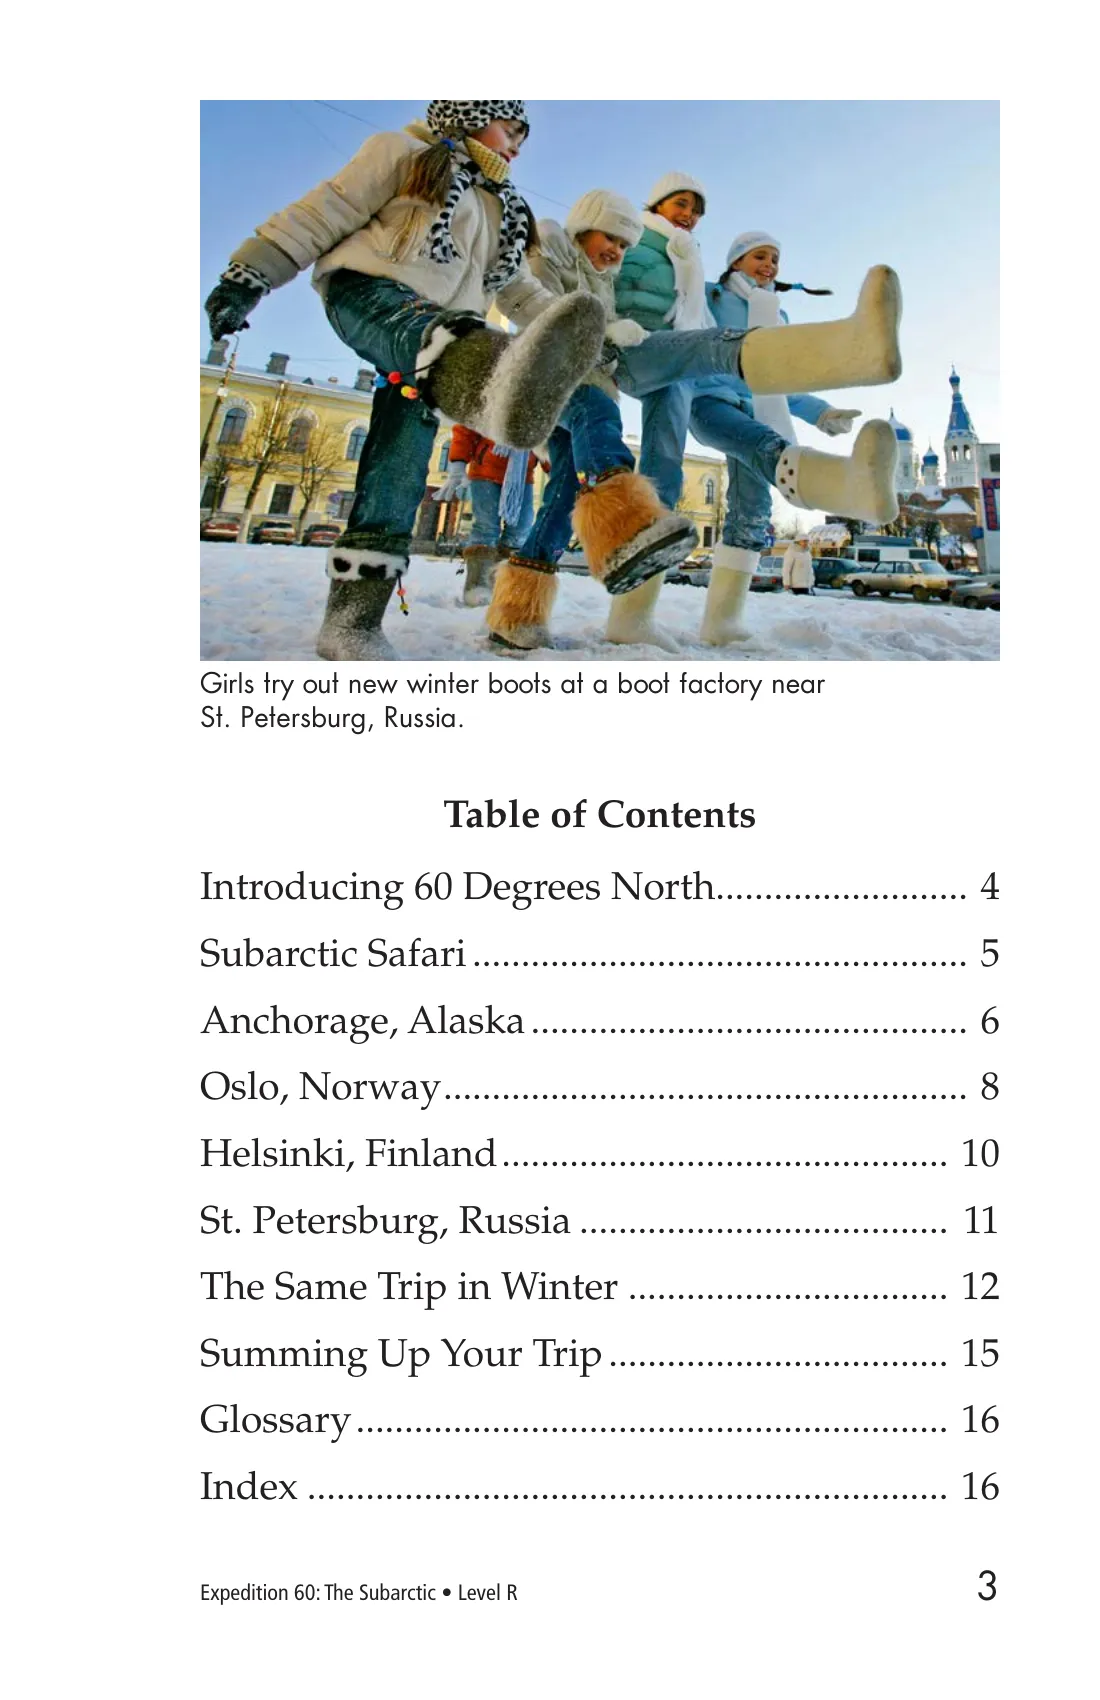 Girls try out new winter boots at a boot factory near
St. Petersburg, Russia.
Table of Contents
Introducing 60 Degrees North.......................... 4
Subarctic Safari................................................... 5
Anchorage, Alaska............................................. 6
Oslo, Norway...................................................... 8
Helsinki, Finland.............................................. 10
St. Petersburg, Russia ...................................... 11
The Same Trip in Winter ................................. 12
Summing Up Your Trip................................... 15
Glossary............................................................. 16
Index .................................................................. 16
Expedition 60: The Subarctic • Level R
3